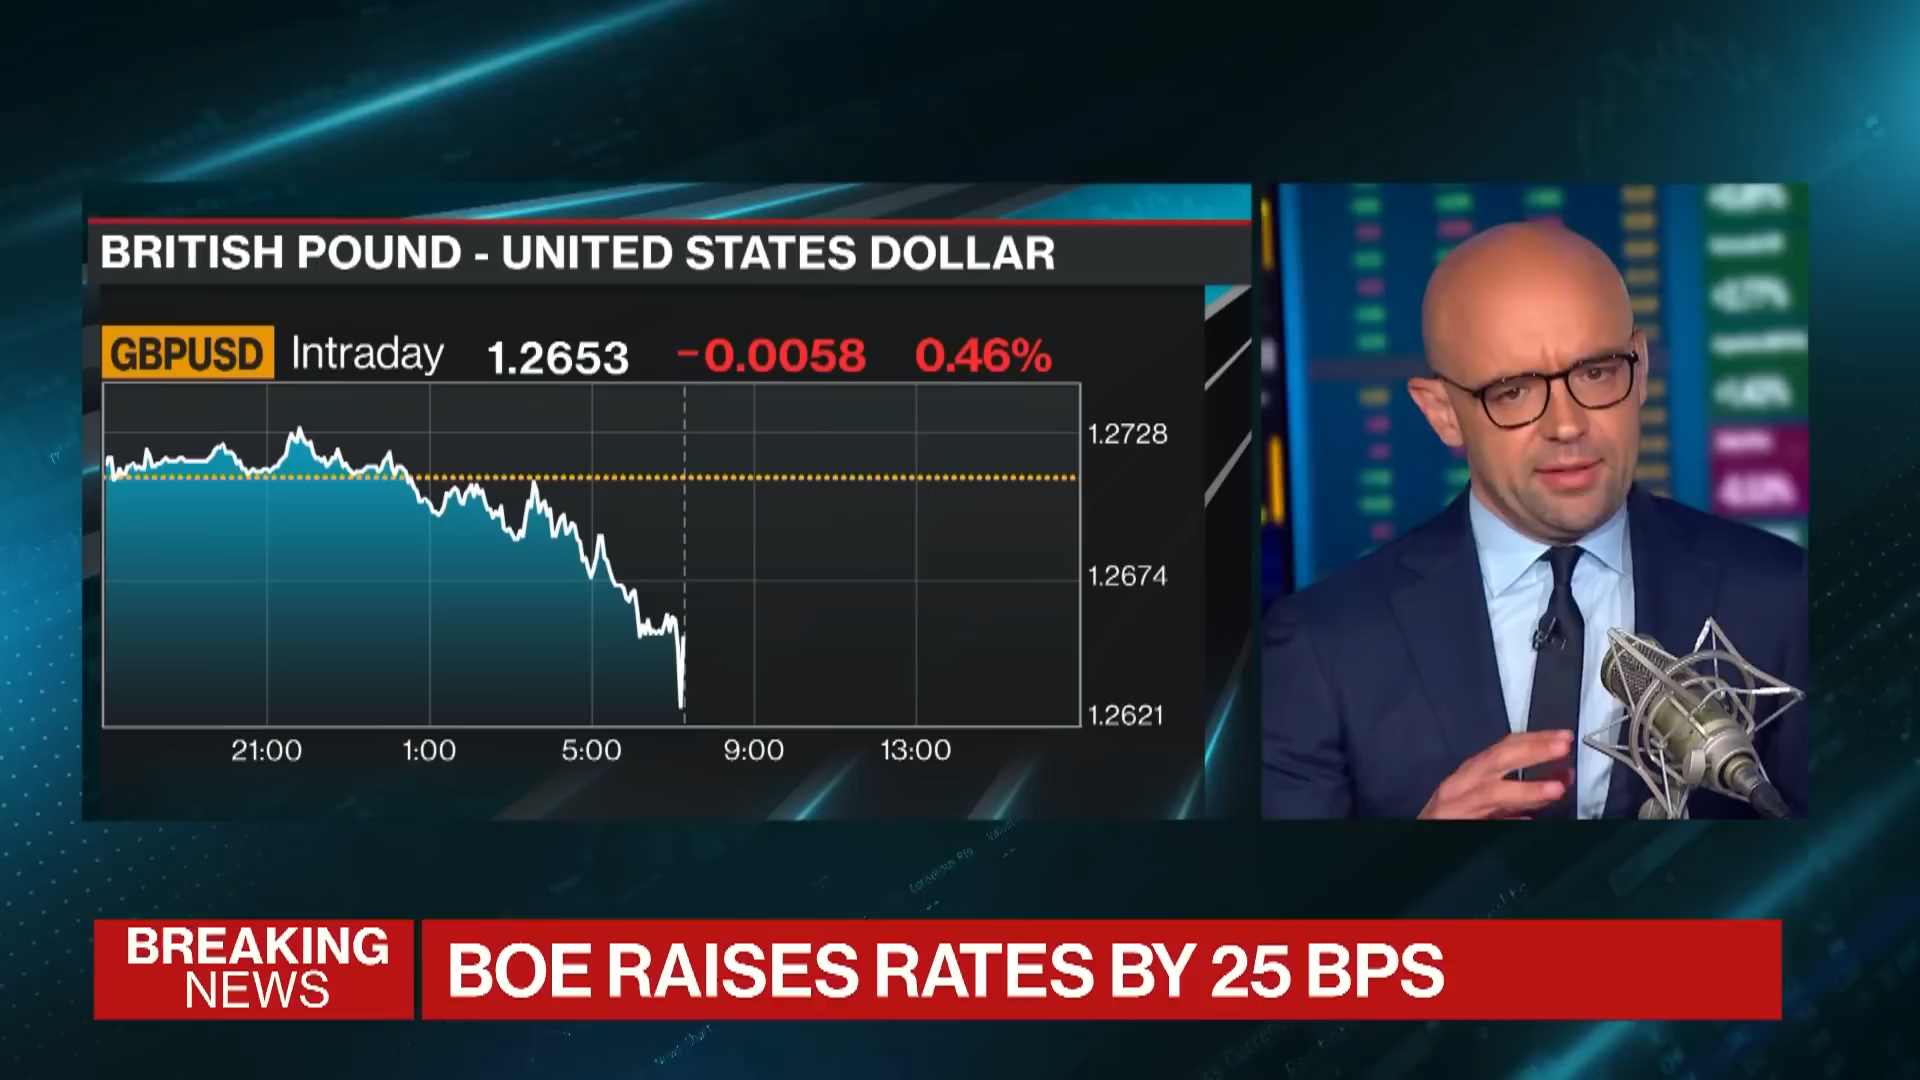 BRITISH POUND - UNITED STATES DOLLAR
GBPUSD Intraday 1.2653 -0.0058 0.46%
1.2728
1.2674
1.2621
21:00 1:00 5:00 9:00 13:00
BREAKING
NEWS
BOE RAISES RATES BY 25 BPS